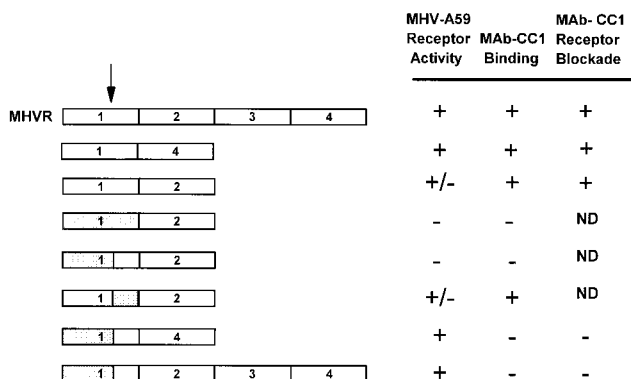 MHV-A59 MAb-CC1 MAb- CC1
Receptor Binding Receptor
Activity Blockade
MHVR 1 2 3 4 + + +
1 4 + + +
1 2 +/- + +
1 2 - - ND
1 2 - - ND
1 2 +/- + ND
1 4 + - -
1 2 3 4 + - -